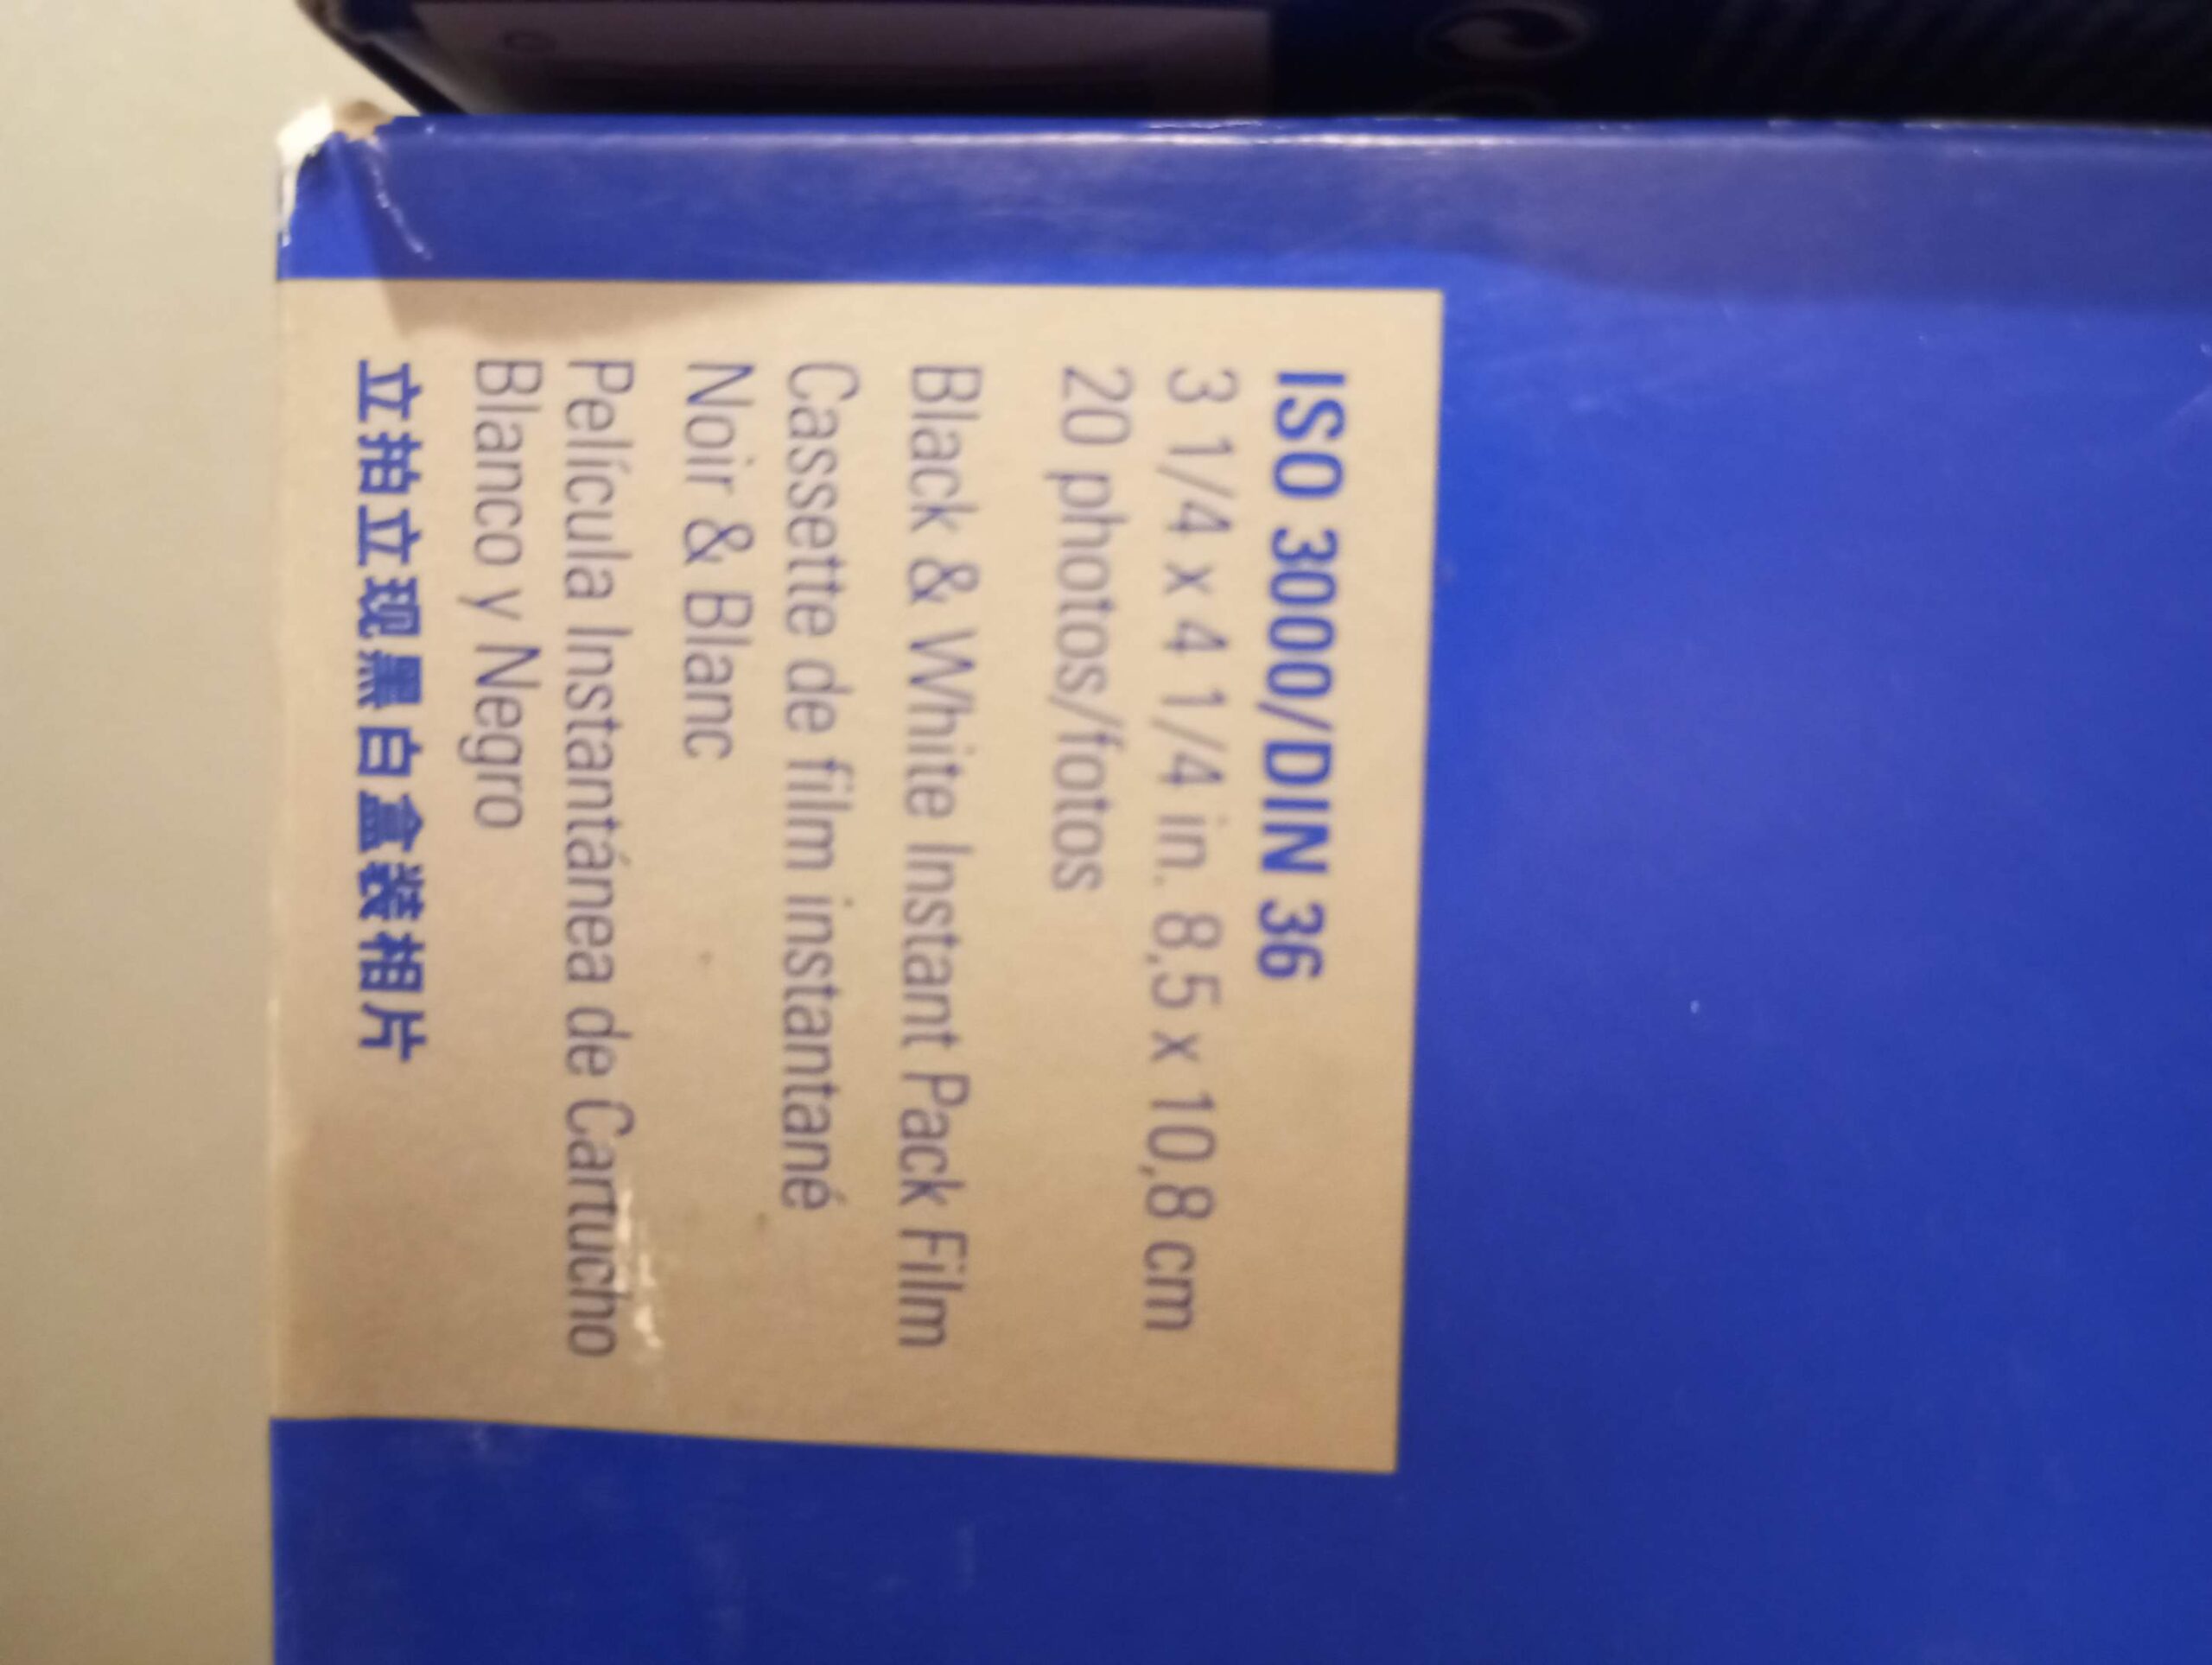 ISO 3000/DIN 36
3 1/4 x 4 1/4 in. 8,5 x 10,8 cm
20 photos/fotos
Black & White Instant Pack Film
Cassette de film instantané
Noir & Blanc
Película Instantánea de Cartucho
Blanco y Negro
立拍立现黑白盒装相片